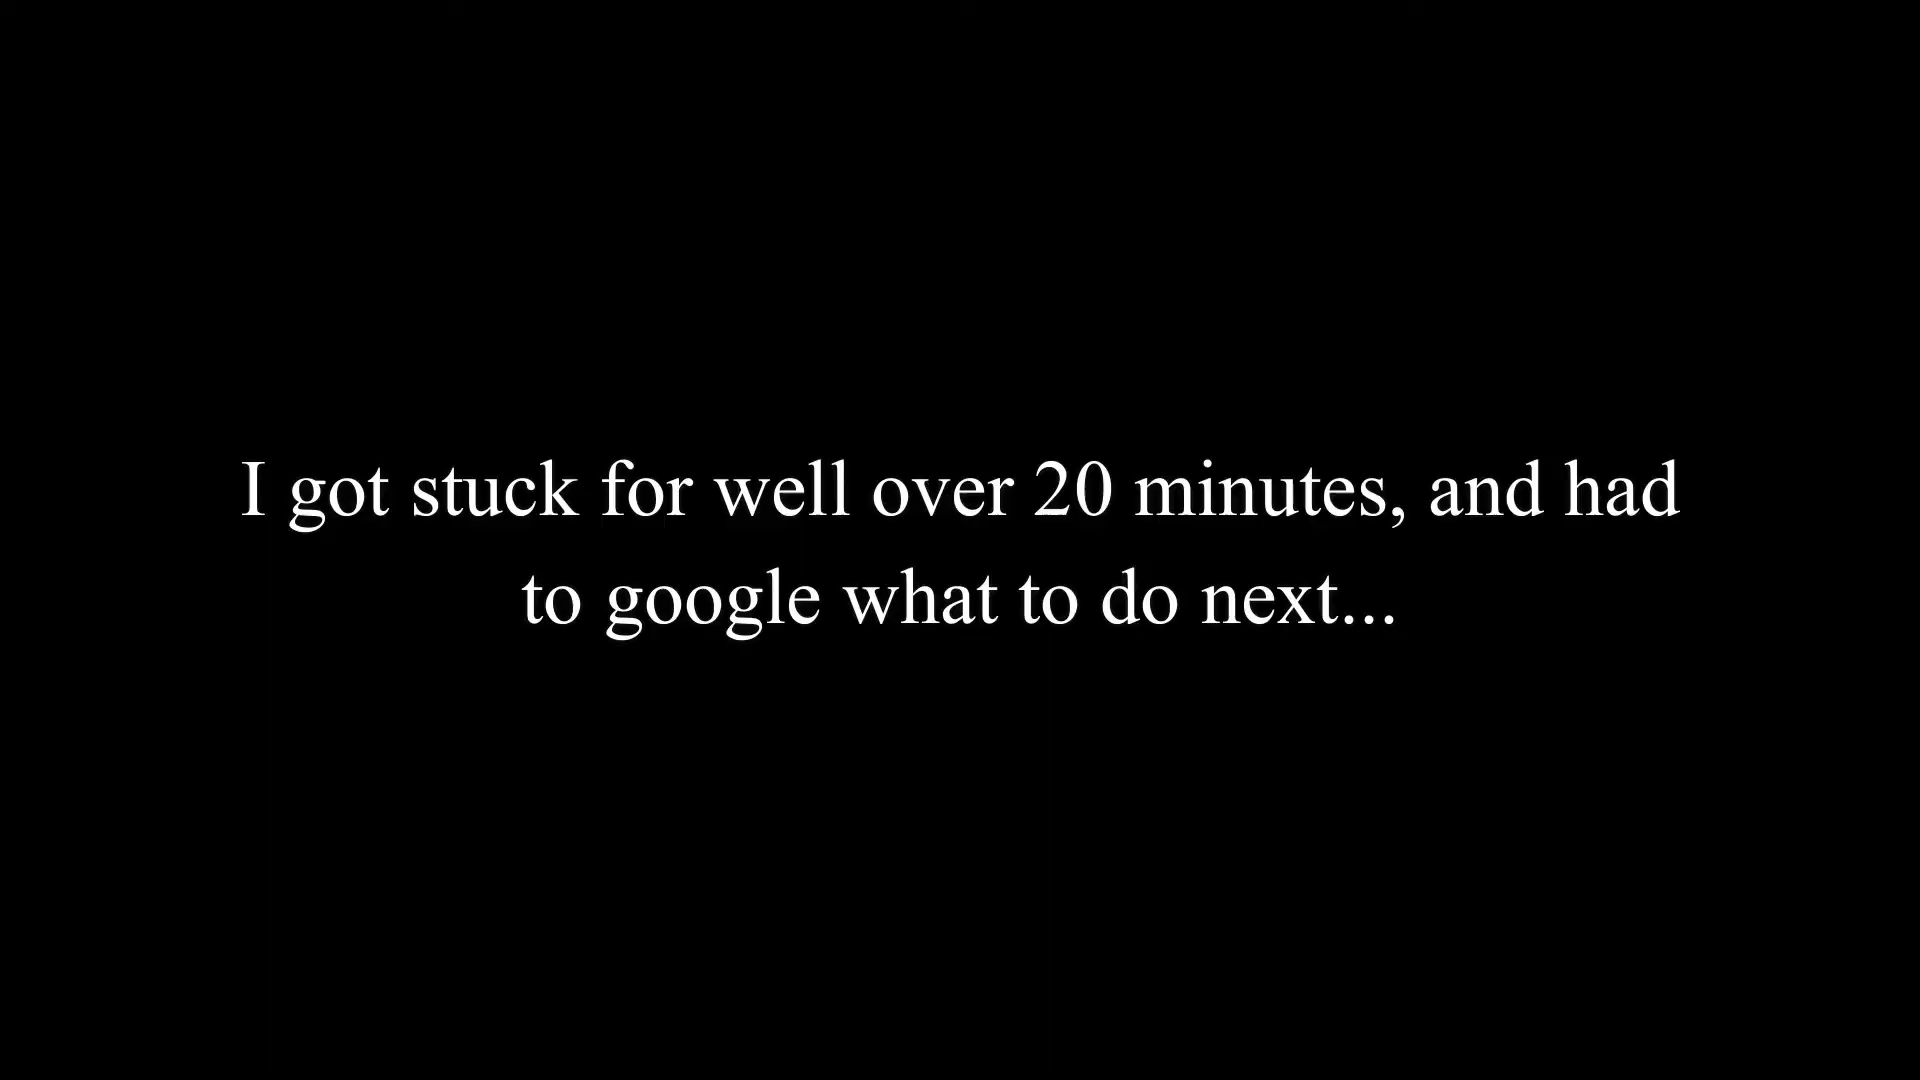 I got stuck for well over 20 minutes, and had
to google what to do next...